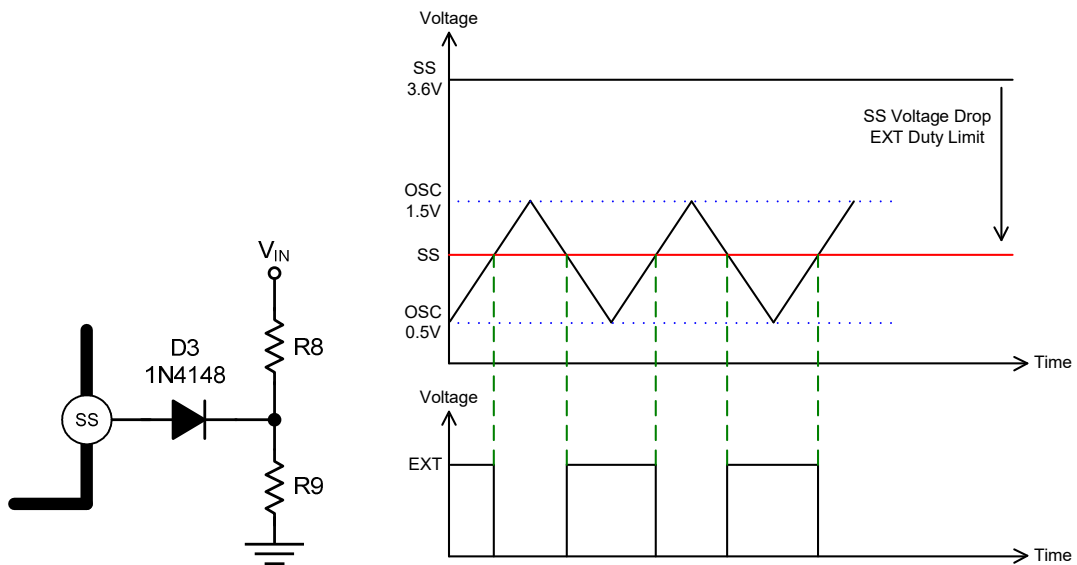 Voltage
SS
3.6V
SS Voltage Drop
EXT Duty Limit
OSC
1.5V
SS
OSC
0.5V
Time
Voltage
EXT
Time
VIN
R8
D3
1N4148
SS
R9